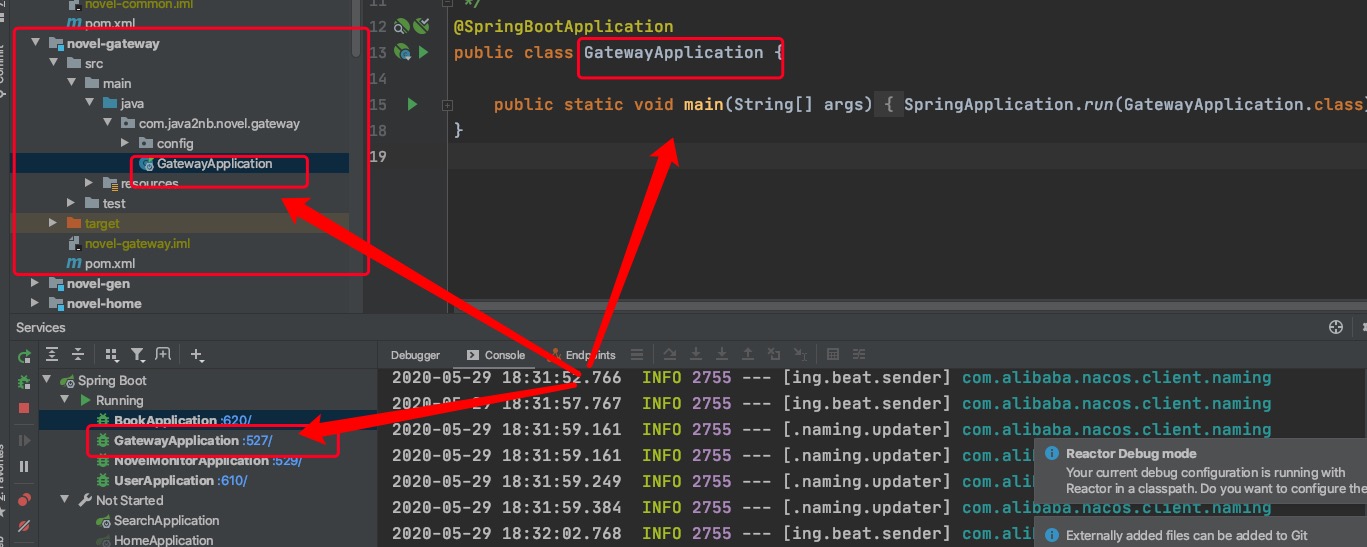 novel-common.iml
pom.xml
novel-gateway
src
main
java
com.java2nb.novel.gateway
config
GatewayApplication
resources
test
target
novel-gateway.iml
pom.xml
novel-gen
novel-home
Commit
11 */
12 @SpringBootApplication
13 public class GatewayApplication {
14
15 public static void main(String[] args) { SpringApplication.run(GatewayApplication.class
18 }
19
Services
Debugger Console Endpoints
Spring Boot
Running
BookApplication :620/
GatewayApplication :527/
NovelMonitorApplication :529/
UserApplication :610/
Not Started
SearchApplication
HomeApplication
2: Favorites
2020-05-29 18:31:52.766 INFO 2755 --- [ing.beat.sender] com.alibaba.nacos.client.naming
2020-05-29 18:31:57.767 INFO 2755 --- [ing.beat.sender] com.alibaba.nacos.client.naming
2020-05-29 18:31:59.161 INFO 2755 --- [.naming.updater] com.alibaba.nacos.client.naming
2020-05-29 18:31:59.161 INFO 2755 --- [.naming.updater]
2020-05-29 18:31:59.249 INFO 2755 --- [.naming.updater]
2020-05-29 18:31:59.384 INFO 2755 --- [.naming.updater] com.alibaba.nacos.client.naming
2020-05-29 18:32:02.768 INFO 2755 --- [ing.beat.sender]
Reactor Debug mode
Your current debug configuration is running with
Reactor in a classpath. Do you want to configure the
Externally added files can be added to Git